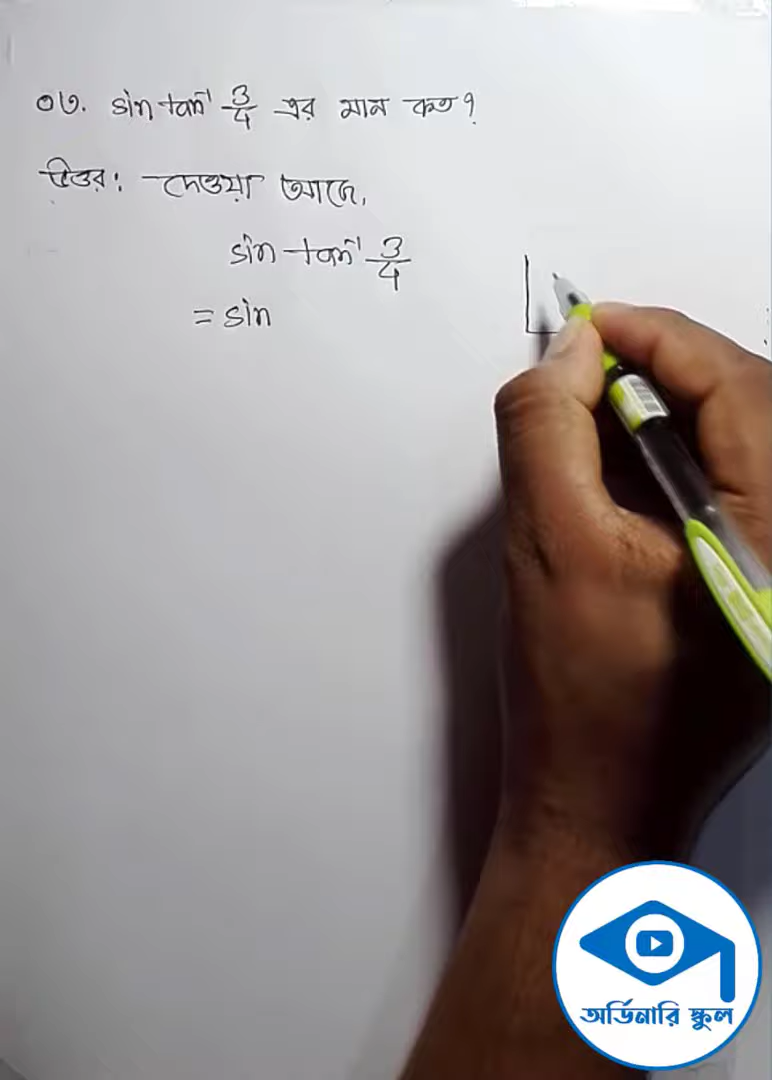 ০৩. sin tan⁻¹ 3/4 এর মান কত?
উত্তর: দেওয়া আছে,
sin tan⁻¹ 3/4
= sin
অর্ডিনারি স্কুল